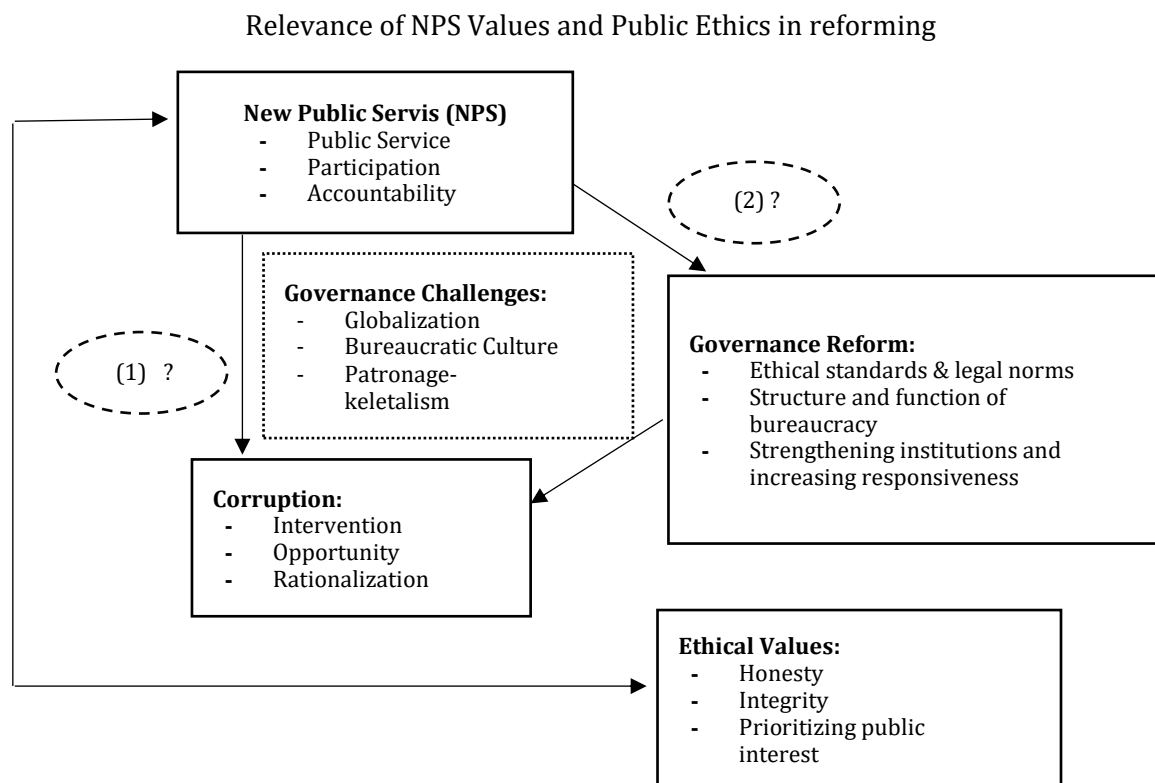 Relevance of NPS Values and Public Ethics in reforming
New Public Servis (NPS)
- Public Service
- Participation
- Accountability
(2) ?
Governance Challenges:
- Globalization
- Bureaucratic Culture
- Patronage-
keletalism
(1) ?
Governance Reform:
- Ethical standards & legal norms
- Structure and function of
bureaucracy
- Strengthening institutions and
increasing responsiveness
Corruption:
- Intervention
- Opportunity
- Rationalization
Ethical Values:
- Honesty
- Integrity
- Prioritizing public
interest